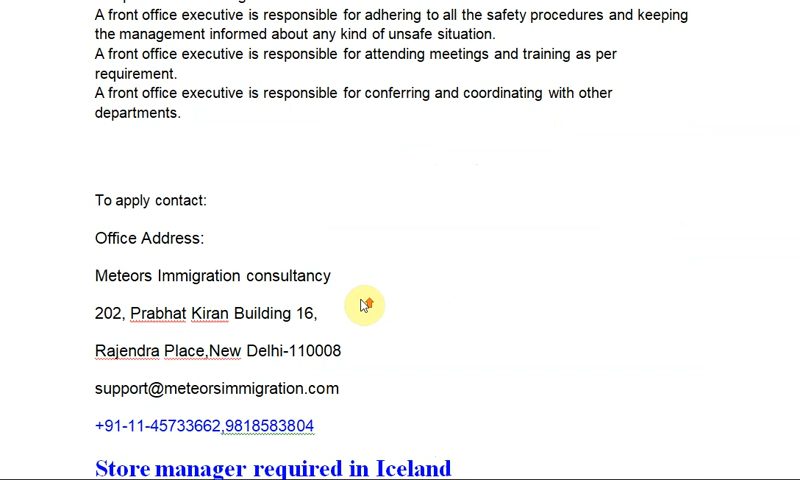 A front office executive is responsible for adhering to all the safety procedures and keeping
the management informed about any kind of unsafe situation.
A front office executive is responsible for attending meetings and training as per
requirement.
A front office executive is responsible for conferring and coordinating with other
departments.
To apply contact:
Office Address:
Meteors Immigration consultancy
202, Prabhat Kiran Building 16,
Rajendra Place,New Delhi-110008
support@meteorsimmigration.com
+91-11-45733662,9818583804
Store manager required in Iceland